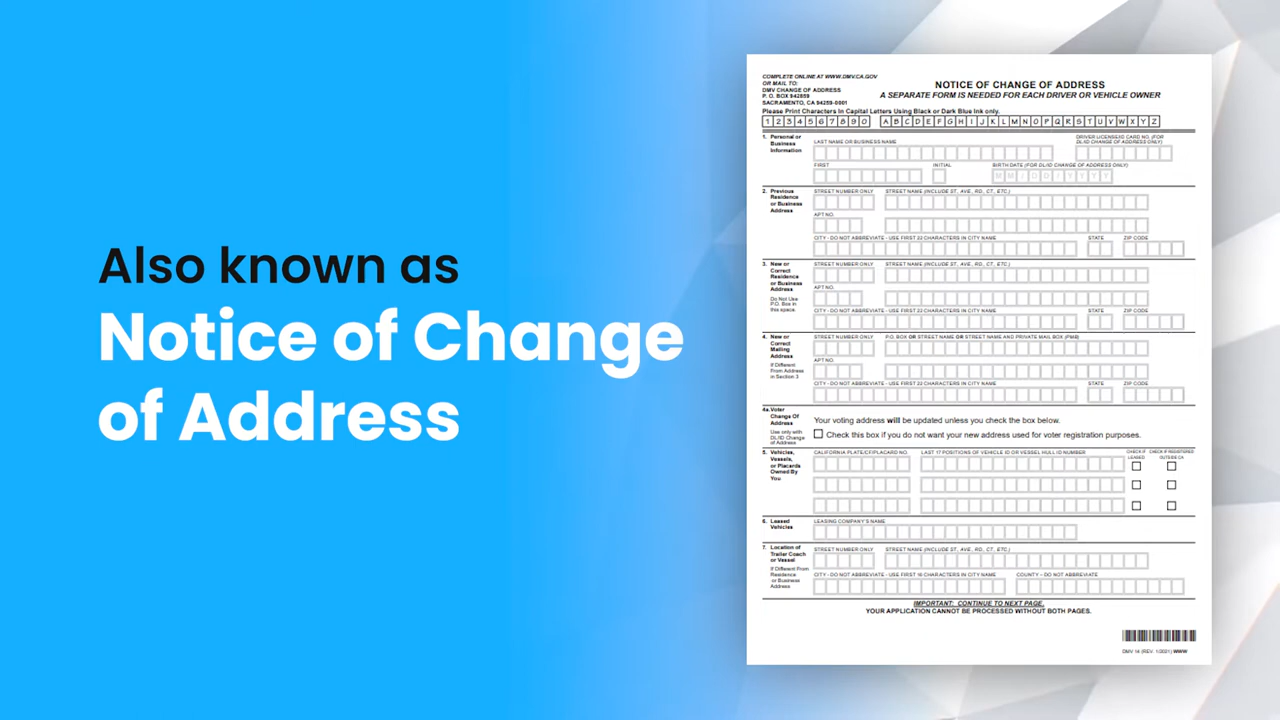 Also known as
Notice of Change
of Address
COMPLETE ONLINE AT WWW.DMV.CA.GOV
OR MAIL TO:
DMV CHANGE OF ADDRESS
P. O. BOX 942859
SACRAMENTO, CA 94259-0001
NOTICE OF CHANGE OF ADDRESS
A SEPARATE FORM IS NEEDED FOR EACH DRIVER OR VEHICLE OWNER
Please Print Characters In Capital Letters Using Black or Dark Blue Ink only.
1 2 3 4 5 6 7 8 9 0 A B C D E F G H I J K L M N O P Q R S T U V W X Y Z
1. Personal or
Business
Information
LAST NAME OR BUSINESS NAME
DRIVER LICENSE/ID CARD NO. (FOR
DL/ID CHANGE OF ADDRESS ONLY)
FIRST
INITIAL
BIRTH DATE (FOR DL/ID CHANGE OF ADDRESS ONLY)
M M D D Y Y Y Y
2. Previous
Residence
or Business
Address
STREET NUMBER ONLY
STREET NAME (INCLUDE ST., AVE., RD., CT., ETC.)
APT NO.
CITY - DO NOT ABBREVIATE - USE FIRST 22 CHARACTERS IN CITY NAME
STATE
ZIP CODE
3. New or
Correct
Residence
or Business
Address
Do Not Use
P.O. Box in
this space.
STREET NUMBER ONLY
STREET NAME (INCLUDE ST., AVE., RD., CT., ETC.)
APT NO.
CITY - DO NOT ABBREVIATE - USE FIRST 22 CHARACTERS IN CITY NAME
STATE
ZIP CODE
4. New or
Correct
Mailing
Address
If Different
From Address
in Section 3
STREET NUMBER ONLY
P.O. BOX OR STREET NAME OR STREET NAME AND PRIVATE MAIL BOX (PMB)
APT NO.
CITY - DO NOT ABBREVIATE - USE FIRST 22 CHARACTERS IN CITY NAME
STATE
ZIP CODE
4a. Voter
Change Of
Address
Use only with
DL/ID Change
of Address
Your voting address will be updated unless you check the box below.
Check this box if you do not want your new address used for voter registration purposes.
5. Vehicles,
Vessels,
or Placards
Owned By
You
CALIFORNIA PLATE/CF/PLACARD NO.
LAST 17 POSITIONS OF VEHICLE ID OR VESSEL HULL ID NUMBER
CHECK IF
LEASED
CHECK IF REGISTERED
OUTSIDE CA
6. Leased
Vehicles
LEASING COMPANY'S NAME
7. Location of
Trailer Coach
or Vessel
If Different From
Residence
or Business
Address
STREET NUMBER ONLY
STREET NAME (INCLUDE ST., AVE., RD., CT., ETC.)
CITY - DO NOT ABBREVIATE - USE FIRST 16 CHARACTERS IN CITY NAME
COUNTY - DO NOT ABBREVIATE
IMPORTANT: CONTINUE TO NEXT PAGE.
YOUR APPLICATION CANNOT BE PROCESSED WITHOUT BOTH PAGES.
DMV 14 (REV. 1/2021) WWW